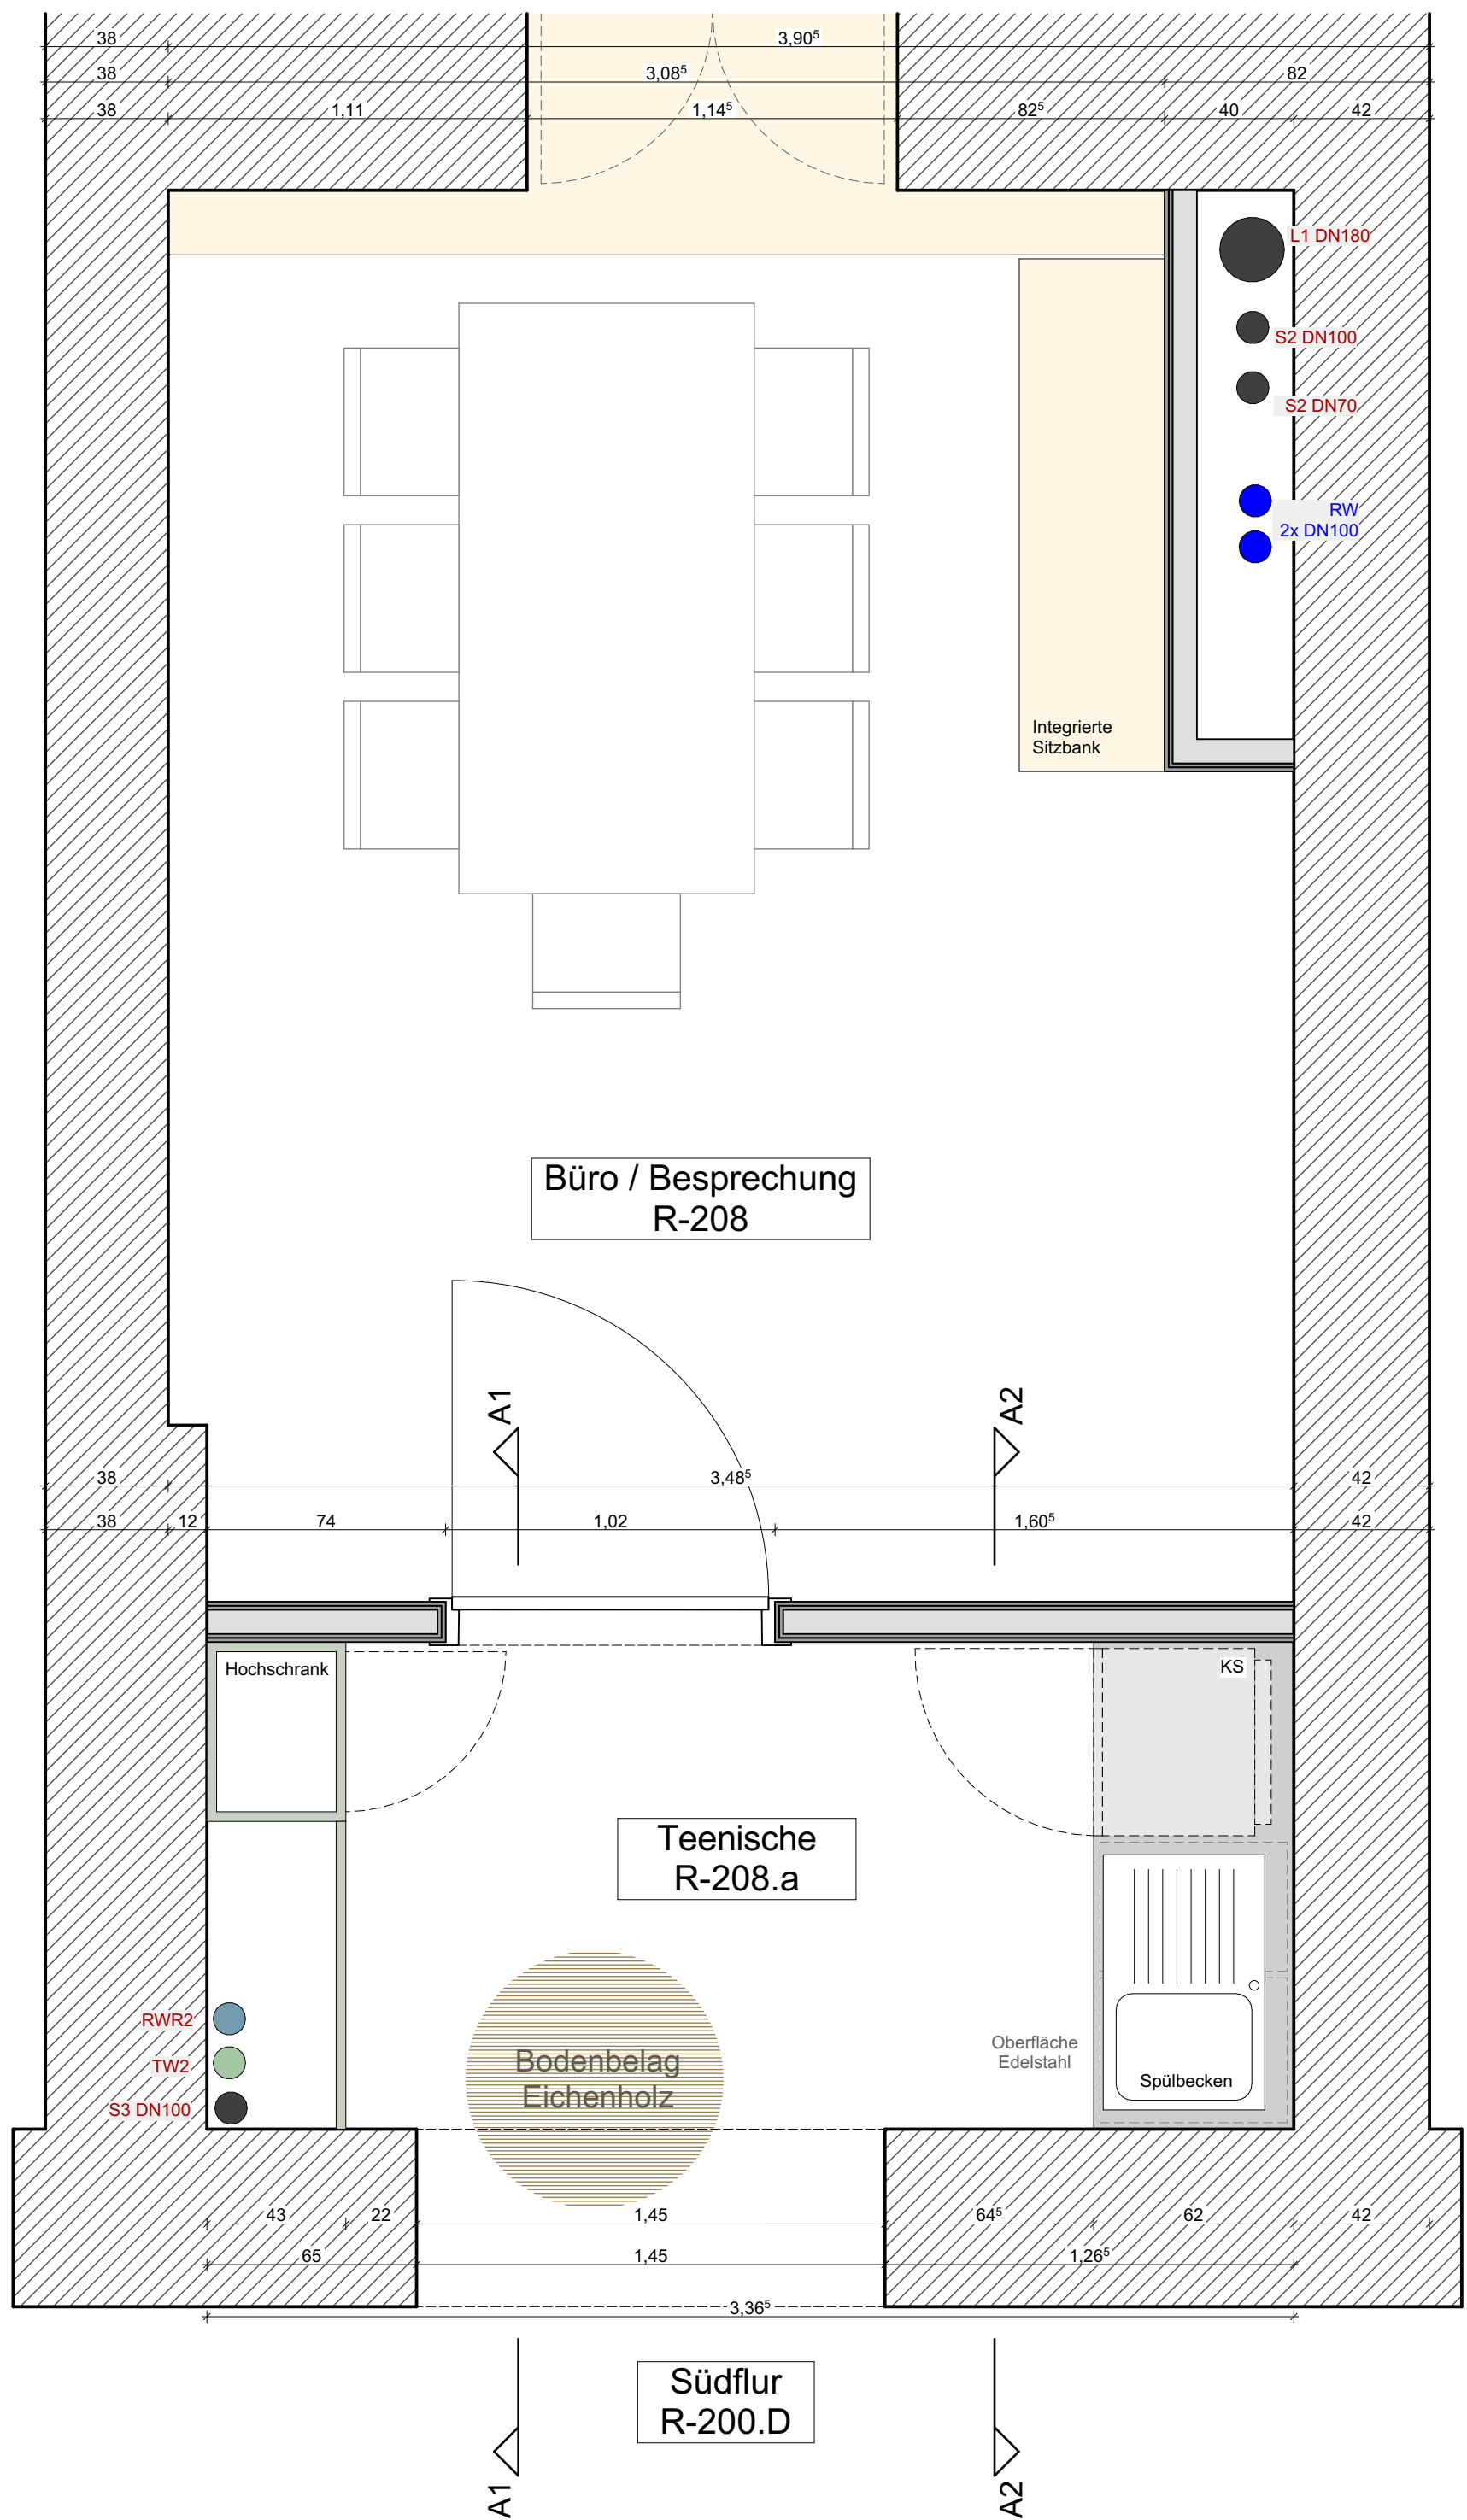 38 3,90⁵
38 3,08⁵ 82
38 1,11 1,14⁵ 82⁵ 40 42
L1 DN180
S2 DN100
S2 DN70
RW
2x DN100
Integrierte
Sitzbank
Büro / Besprechung
R-208
A1 A2
38 3,48⁵ 42
38 12 74 1,02 1,60⁵ 42
Hochschrank KS
Teenische
R-208.a
RWR2
TW2
S3 DN100
Bodenbelag
Eichenholz
Oberfläche
Edelstahl
Spülbecken
43 22 1,45 64⁵ 62 42
65 1,45 1,26⁵
3,36⁵
Südflur
R-200.D
A1 A2